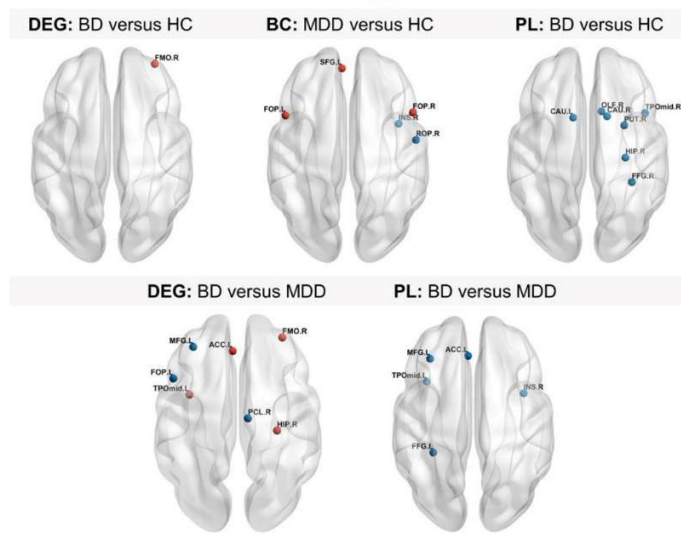 DEG: BD versus HC
BC: MDD versus HC
PL: BD versus HC
FMO.R
SFG.L
FOP.L
FOP.R
INS.R
ROP.R
CAU.L
OLF.R
CAU.R
TPOmid.R
PUT.R
HIP.R
FFG.R
DEG: BD versus MDD
PL: BD versus MDD
MFG.L
ACC.L
FMO.R
FOP.L
TPOmid.L
PCL.R
HIP.R
MFG.L
ACC.L
TPOmid.L
INS.R
FFG.L